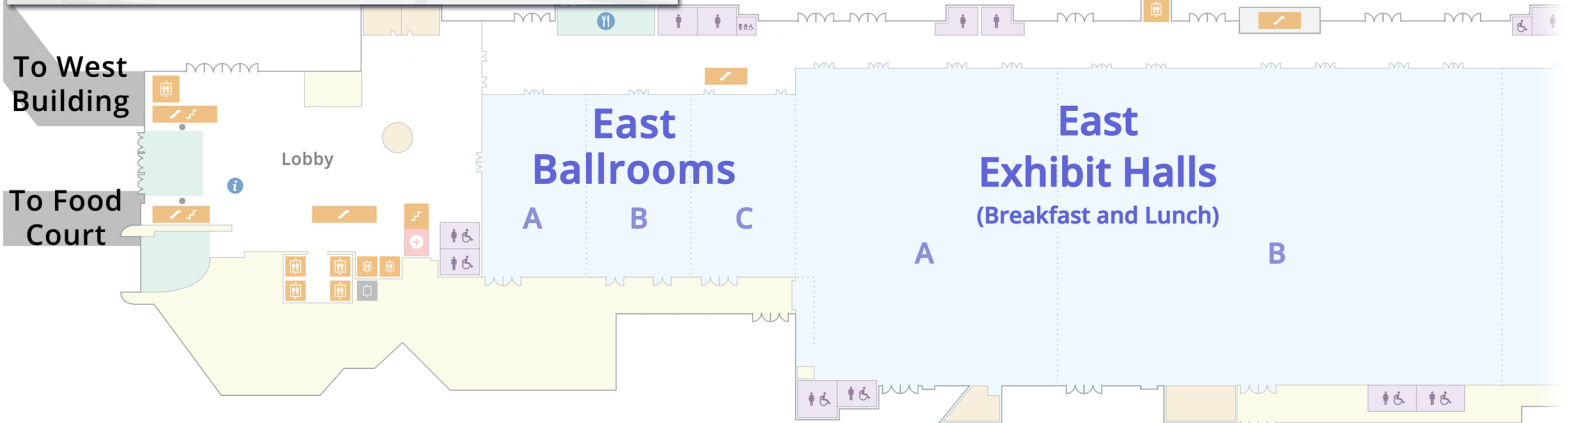 To West
Building
To Food
Court
Lobby
i
East
Ballrooms
A
B
C
East
Exhibit Halls
(Breakfast and Lunch)
A
B